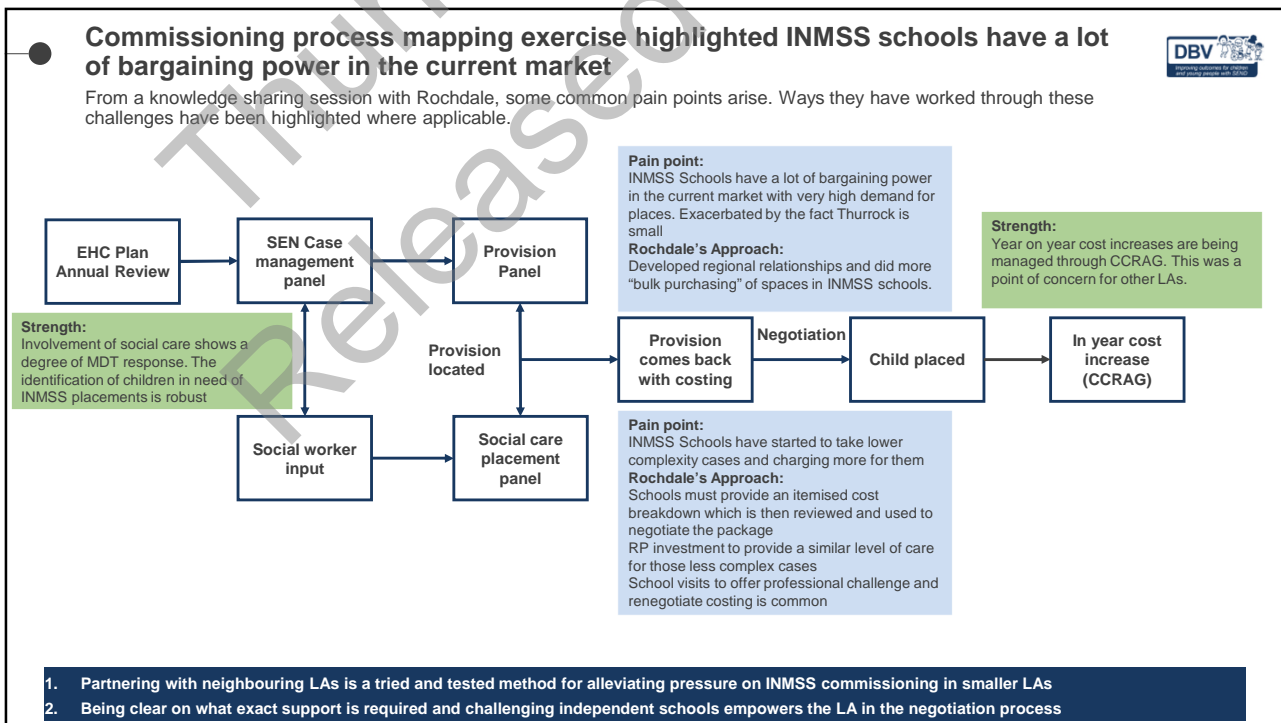 Commissioning process mapping exercise highlighted INMSS schools have a lot
of bargaining power in the current market
DBV
Improving outcomes for children
and young people with SEND
From a knowledge sharing session with Rochdale, some common pain points arise. Ways they have worked through these
challenges have been highlighted where applicable.
EHC Plan
Annual Review
SEN Case
management
panel
Provision
Panel
Strength:
Involvement of social care shows a
degree of MDT response. The
identification of children in need of
INMSS placements is robust
Social worker
input
Social care
placement
panel
Provision
located
Pain point:
INMSS Schools have a lot of bargaining power
in the current market with very high demand for
places. Exacerbated by the fact Thurrock is
small
Rochdale's Approach:
Developed regional relationships and did more
“bulk purchasing” of spaces in INMSS schools.
Provision
comes back
with costing
Negotiation
Child placed
Strength:
Year on year cost increases are being
managed through CCRAG. This was a
point of concern for other LAs.
In year cost
increase
(CCRAG)
Pain point:
INMSS Schools have started to take lower
complexity cases and charging more for them
Rochdale's Approach:
Schools must provide an itemised cost
breakdown which is then reviewed and used to
negotiate the package
RP investment to provide a similar level of care
for those less complex cases
School visits to offer professional challenge and
renegotiate costing is common
1. Partnering with neighbouring LAs is a tried and tested method for alleviating pressure on INMSS commissioning in smaller LAs
2. Being clear on what exact support is required and challenging independent schools empowers the LA in the negotiation process
Released